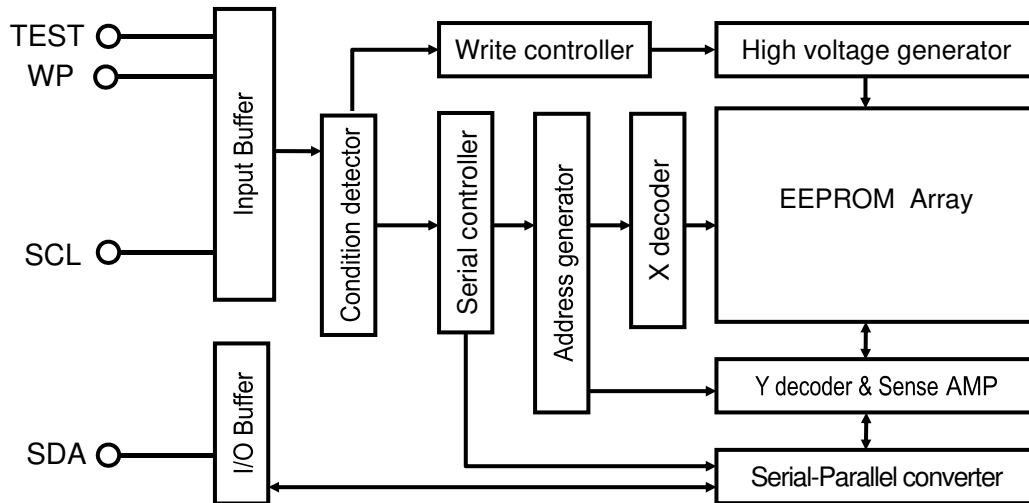 TEST
WP
SCL
SDA
Input Buffer
I/O Buffer
Condition detector
Write controller
High voltage generator
Serial controller
Address generator
X decoder
EEPROM Array
Y decoder & Sense AMP
Serial-Parallel converter